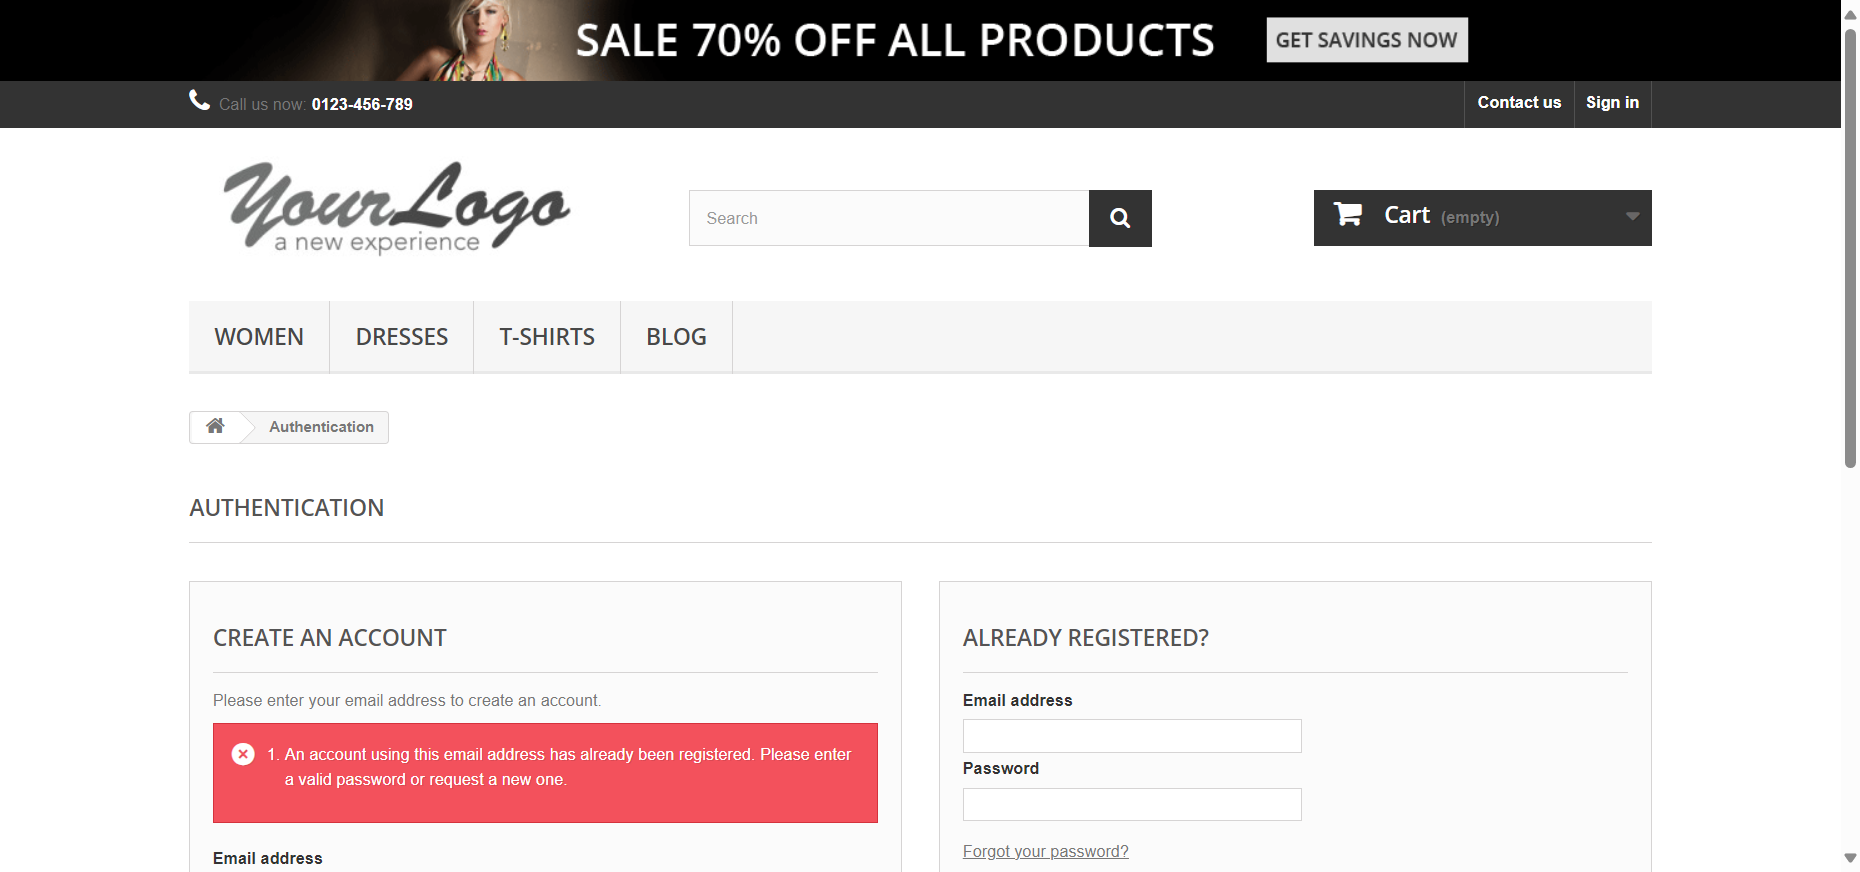 SALE 70% OFF ALL PRODUCTS
GET SAVINGS NOW
Call us now: 0123-456-789
Contact us
Sign in
YourLogo
a new experience
Search
Cart (empty)
WOMEN
DRESSES
T-SHIRTS
BLOG
Authentication
AUTHENTICATION
CREATE AN ACCOUNT
Please enter your email address to create an account.
1. An account using this email address has already been registered. Please enter
a valid password or request a new one.
Email address
ALREADY REGISTERED?
Email address
Password
Forgot your password?